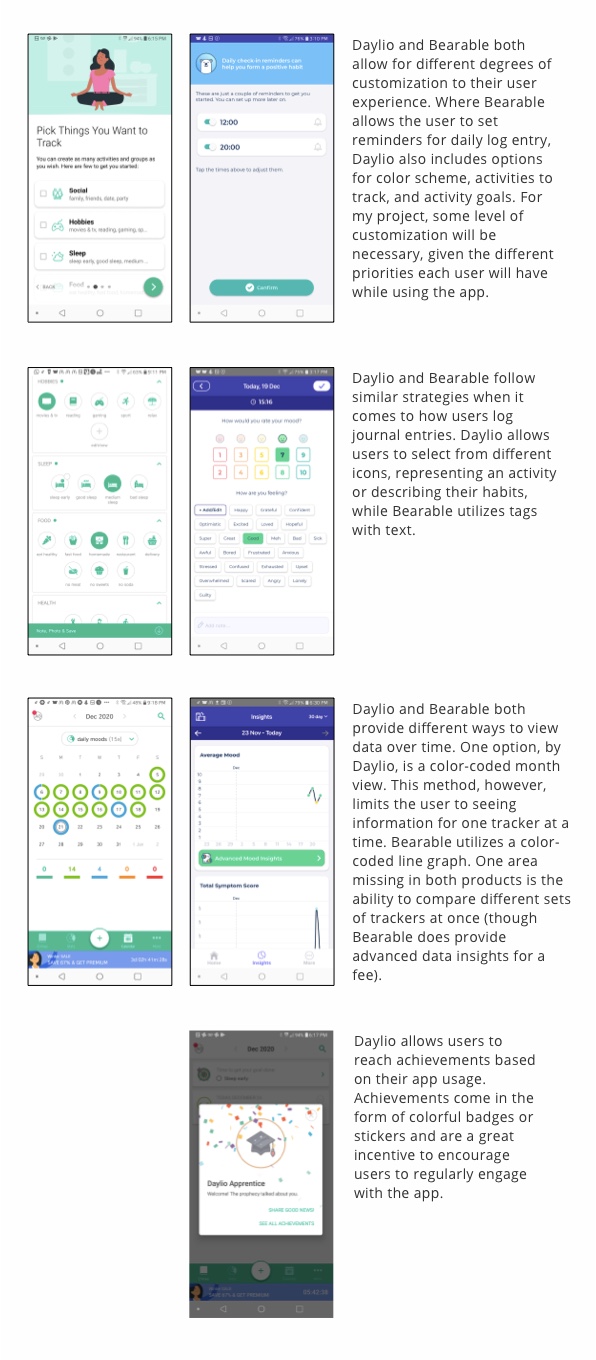 Pick Things You Want to
Track
You can create as many activities and groups as
you wish. Here are few to get you started:
Social
family, friends, date, party
Hobbies
movies & tv, reading, gaming, sp...
Sleep
sleep early, good sleep, medium ...
BACK
Food
Daily check-in reminders can
help you form a positive habit
These are just a couple of reminders to get you
started. You can set up more later on.
12:00
20:00
Tap the times above to adjust them.
Confirm
Daylio and Bearable both
allow for different degrees of
customization to their user
experience. Where Bearable
allows the user to set
reminders for daily log entry,
Daylio also includes options
for color scheme, activities to
track, and activity goals. For
my project, some level of
customization will be
necessary, given the different
priorities each user will have
while using the app.
HOBBIES
movies & tv reading gaming sport relax
SLEEP
sleep early good sleep medium sleep bad sleep
FOOD
eat healthy fast food homemade restaurant delivery
no meat no sweets no soda
HEALTH
Note, Photo & Save
Today, 19 Dec
15:16
How would you rate your mood?
1 3 5 7 9
2 4 6 8 10
How are you feeling?
+ Add/Edit Happy Grateful Confident
Optimistic Excited Loved Hopeful
Super Great Good Meh Bad Sick
Awful Bored Frustrated Anxious
Stressed Confused Exhausted Upset
Overwhelmed Scared Angry Lonely
Guilty
Add note...
Daylio and Bearable follow
similar strategies when it
comes to how users log
journal entries. Daylio allows
users to select from different
icons, representing an activity
or describing their habits,
while Bearable utilizes tags
with text.
Dec 2020
daily moods (15x)
S M T W T F S
29 30 1 2 3 4 5
6 7 8 9 10 11 12
13 14 15 16 17 18 19
20 21 22 23 24 25 26
27 28 29 30 31 1 Jan 2
0 14 4 0 0
SAVE 67% & GET PREMIUM
Insights
30 day
23 Nov - Today
Average Mood
Dec
10
9
8
7
6
5
4
3
2
1
Advanced Mood Insights
Total Symptom Score
Dec
Home Insights More
Daylio and Bearable both
provide different ways to view
data over time. One option, by
Daylio, is a color-coded month
view. This method, however,
limits the user to seeing
information for one tracker at a
time. Bearable utilizes a color-
coded line graph. One area
missing in both products is the
ability to compare different sets
of trackers at once (though
Bearable does provide
advanced data insights for a
fee).
Dec 2020
Sleep early
Daylio Apprentice
Welcome! The prophecy talked about you.
SHARE GOOD NEWS!
SEE ALL ACHIEVEMENTS
SAVE 67% & GET PREMIUM
Daylio allows users to
reach achievements based
on their app usage.
Achievements come in the
form of colorful badges or
stickers and are a great
incentive to encourage
users to regularly engage
with the app.